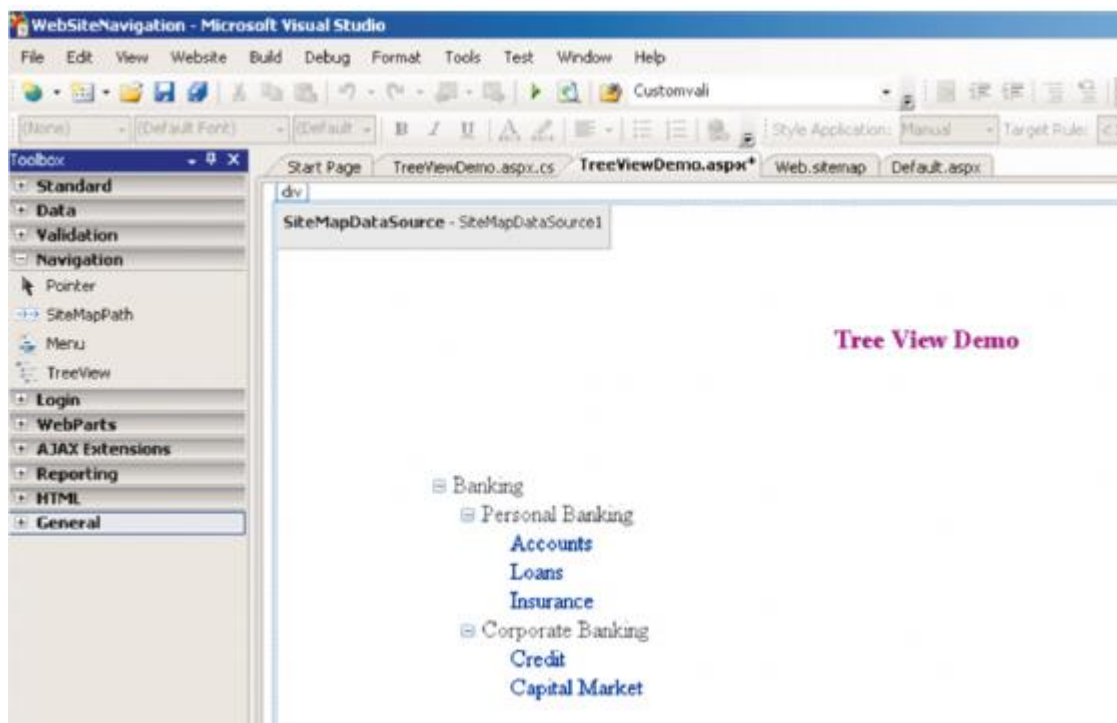 WebSiteNavigation - Microsoft Visual Studio
File Edit View Website Build Debug Format Tools Test Window Help
Customvali
(None) (Default Font) (Default B I U A Style Application: Manual Target Rule:
Toolbox
Start Page TreeViewDemo.aspx.cs TreeViewDemo.aspx* Web.sitemap Default.aspx
Standard
Data
Validation
Navigation
Pointer
SiteMapPath
Menu
TreeView
Login
WebParts
AJAX Extensions
Reporting
HTML
General
div
SiteMapDataSource - SiteMapDataSource1
Tree View Demo
Banking
Personal Banking
Accounts
Loans
Insurance
Corporate Banking
Credit
Capital Market